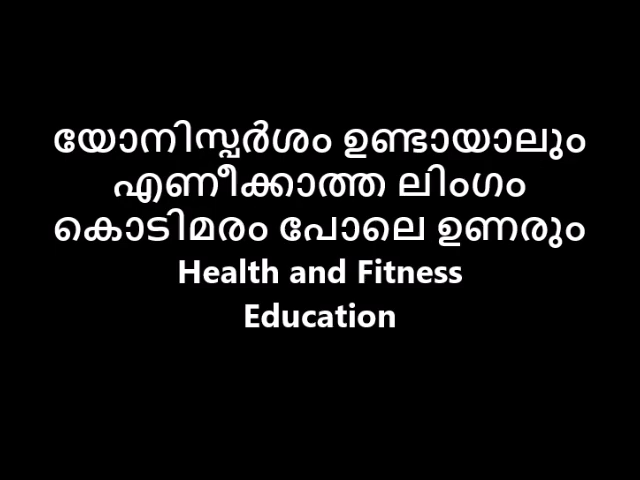 യോനിസ്പർശം ഉണ്ടായാലും
എണീക്കാത്ത ലിംഗം
കൊടിമരം പോലെ ഉണരും
Health and Fitness
Education